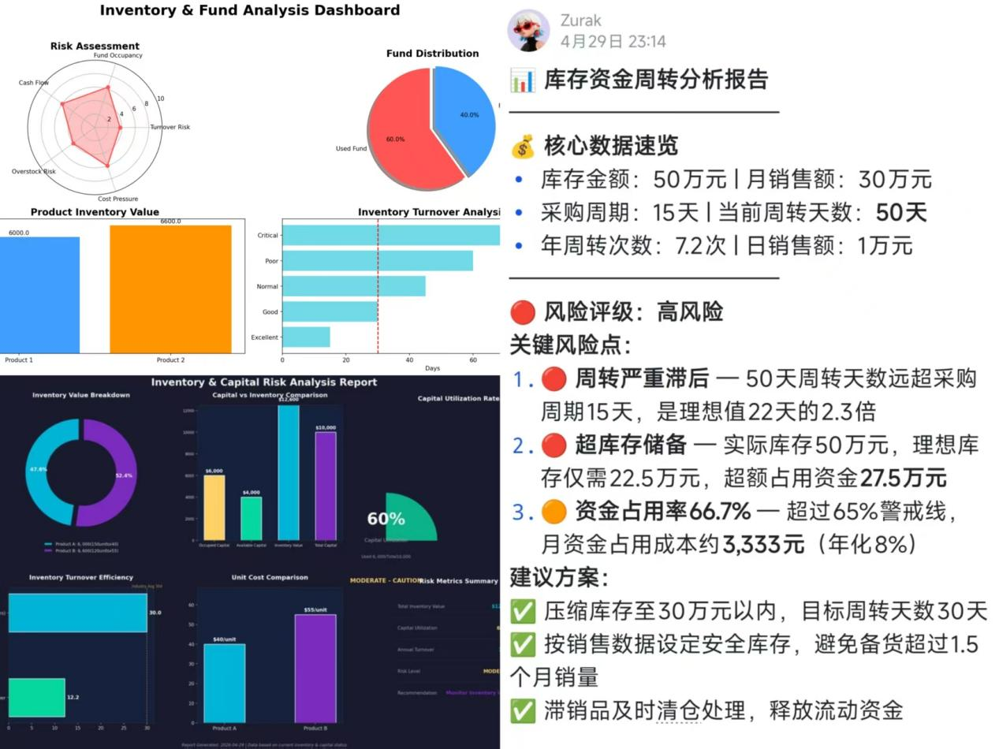 Inventory & Fund Analysis Dashboard
Risk Assessment
Fund Occupancy
Cash Flow
10
8
6
4
2
Turnover Risk
Overstock Risk
Cost Pressure
Fund Distribution
40.0%
60.0%
Used Fund
Product Inventory Value
6000.0
6600.0
Product 1
Product 2
Inventory Turnover Analysi
Critical
Poor
Normal
Good
Excellent
0 20 40 60
Days
Inventory & Capital Risk Analysis Report
Inventory Value Breakdown
47.6%
52.4%
Product A: 6,000(150unitsx40)
Product B: 6,600(120unitsx55)
Capital vs Inventory Comparison
$12,600
12000
10000
8000
6000
4000
2000
0
$6,000
$4,000
$10,000
Occupied Capital Available Capital Inventory Value Total Capital
Capital Utilization Rate
60%
Capital Utilization
Used 6,000/Total10,000
Inventory Turnover Efficiency
Industry Avg 30d
30.0
12.2
0 5 10 15 20 25 30
Unit Cost Comparison
60
50
40
30
20
10
0
$40/unit
$55/unit
Product A
Product B
MODERATE - CAUTION
Risk Metrics Summary
Total Inventory Value $12
Capital Utilization 6
Annual Turnover
Risk Level MODE
Recommendation Monitor Inventory
Report Generated: 2026-04-29 | Data based on current inventory & capital status
Zurak
4月29日 23:14
📊 库存资金周转分析报告
💰 核心数据速览
• 库存金额：50万元 | 月销售额：30万元
• 采购周期：15天 | 当前周转天数：50天
• 年周转次数：7.2次 | 日销售额：1万元
🔴 风险评级：高风险
关键风险点：
1. 🔴 周转严重滞后 — 50天周转天数远超采购
周期15天，是理想值22天的2.3倍
2. 🔴 超库存储备 — 实际库存50万元，理想库
存仅需22.5万元，超额占用资金27.5万元
3. 🟠 资金占用率66.7% — 超过65%警戒线，
月资金占用成本约3,333元（年化8%）
建议方案：
✅ 压缩库存至30万元以内，目标周转天数30天
✅ 按销售数据设定安全库存，避免备货超过1.5
个月销量
✅ 滞销品及时清仓处理，释放流动资金